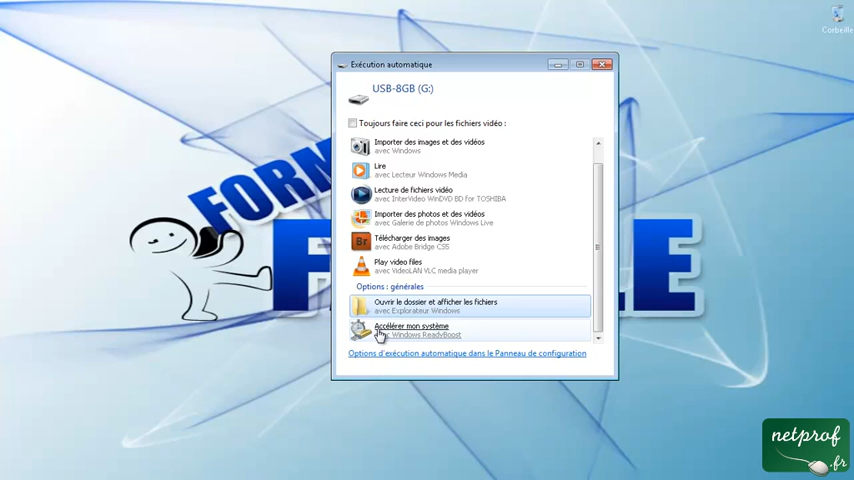 Corbeille
Exécution automatique
USB-8GB (G:)
Toujours faire ceci pour les fichiers vidéo :
Importer des images et des vidéos
avec Windows
Lire
avec Lecteur Windows Media
Lecture de fichiers vidéo
avec InterVideo WinDVD BD for TOSHIBA
Importer des photos et des vidéos
avec Galerie de photos Windows Live
Br
Télécharger des images
avec Adobe Bridge CS5
Play video files
avec VideoLAN VLC media player
Options : générales
Ouvrir le dossier et afficher les fichiers
avec Explorateur Windows
Accélérer mon système
avec Windows ReadyBoost
Options d'exécution automatique dans le Panneau de configuration
netprof
.fr